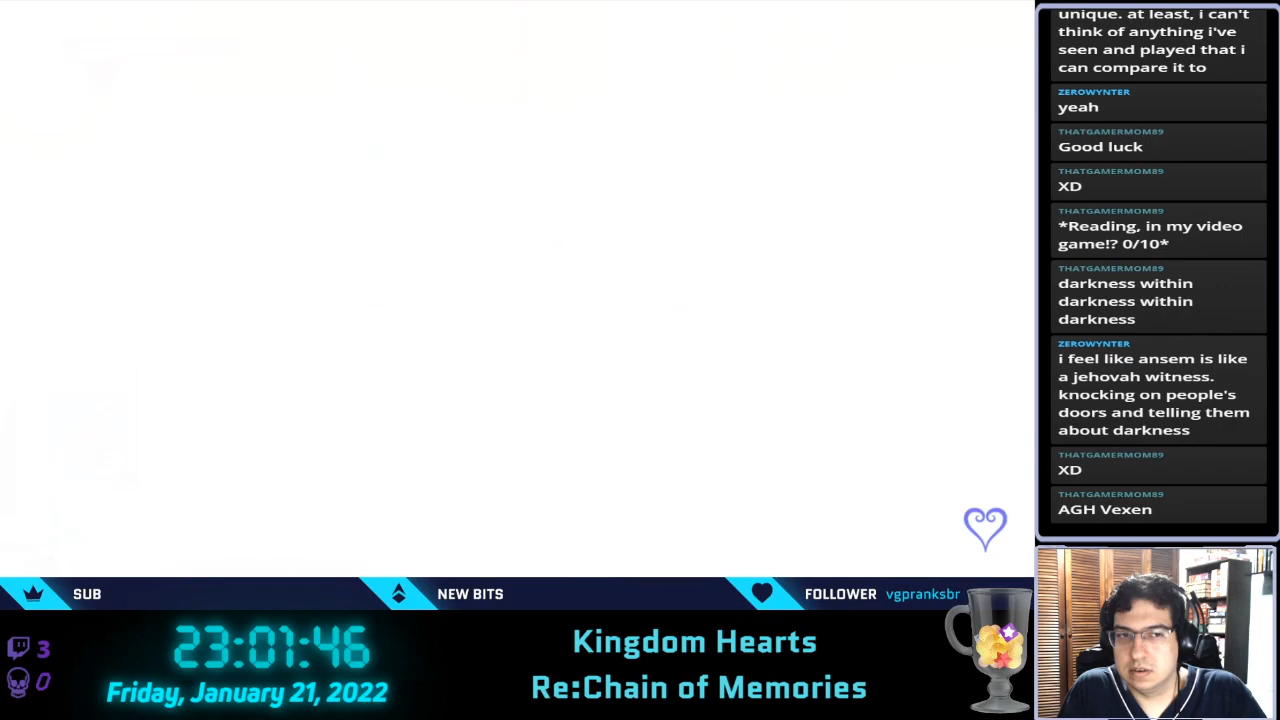 unique. at least, i can't
think of anything i've
seen and played that i
can compare it to
ZEROWYNTER
yeah
THATGAMERMOM89
Good luck
THATGAMERMOM89
XD
THATGAMERMOM89
*Reading, in my video
game!? 0/10*
THATGAMERMOM89
darkness within
darkness within
darkness
ZEROWYNTER
i feel like ansem is like
a jehovah witness.
knocking on people's
doors and telling them
about darkness
THATGAMERMOM89
XD
THATGAMERMOM89
AGH Vexen
SUB
NEW BITS
FOLLOWER vgpranksbr
3
0
23:01:46
Friday, January 21, 2022
Kingdom Hearts
Re:Chain of Memories